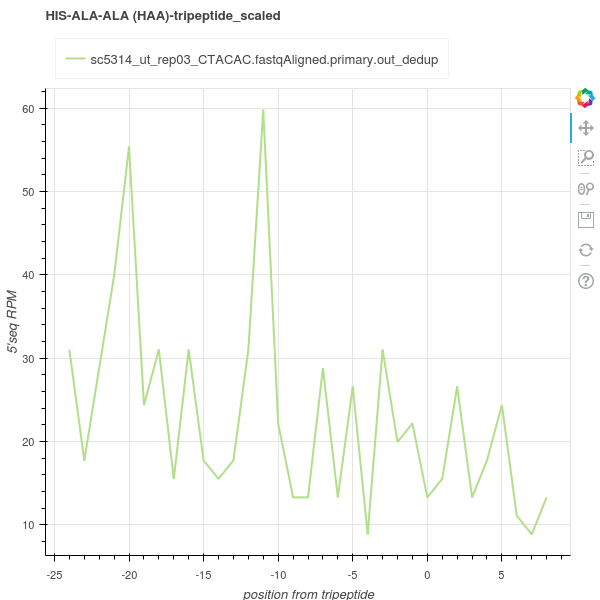 HIS-ALA-ALA (HAA)-tripeptide_scaled
sc5314_ut_rep03_CTACAC.fastqAligned.primary.out_dedup
60
50
40
30
20
10
5'seq RPM
-25 -20 -15 -10 -5 0 5
position from tripeptide